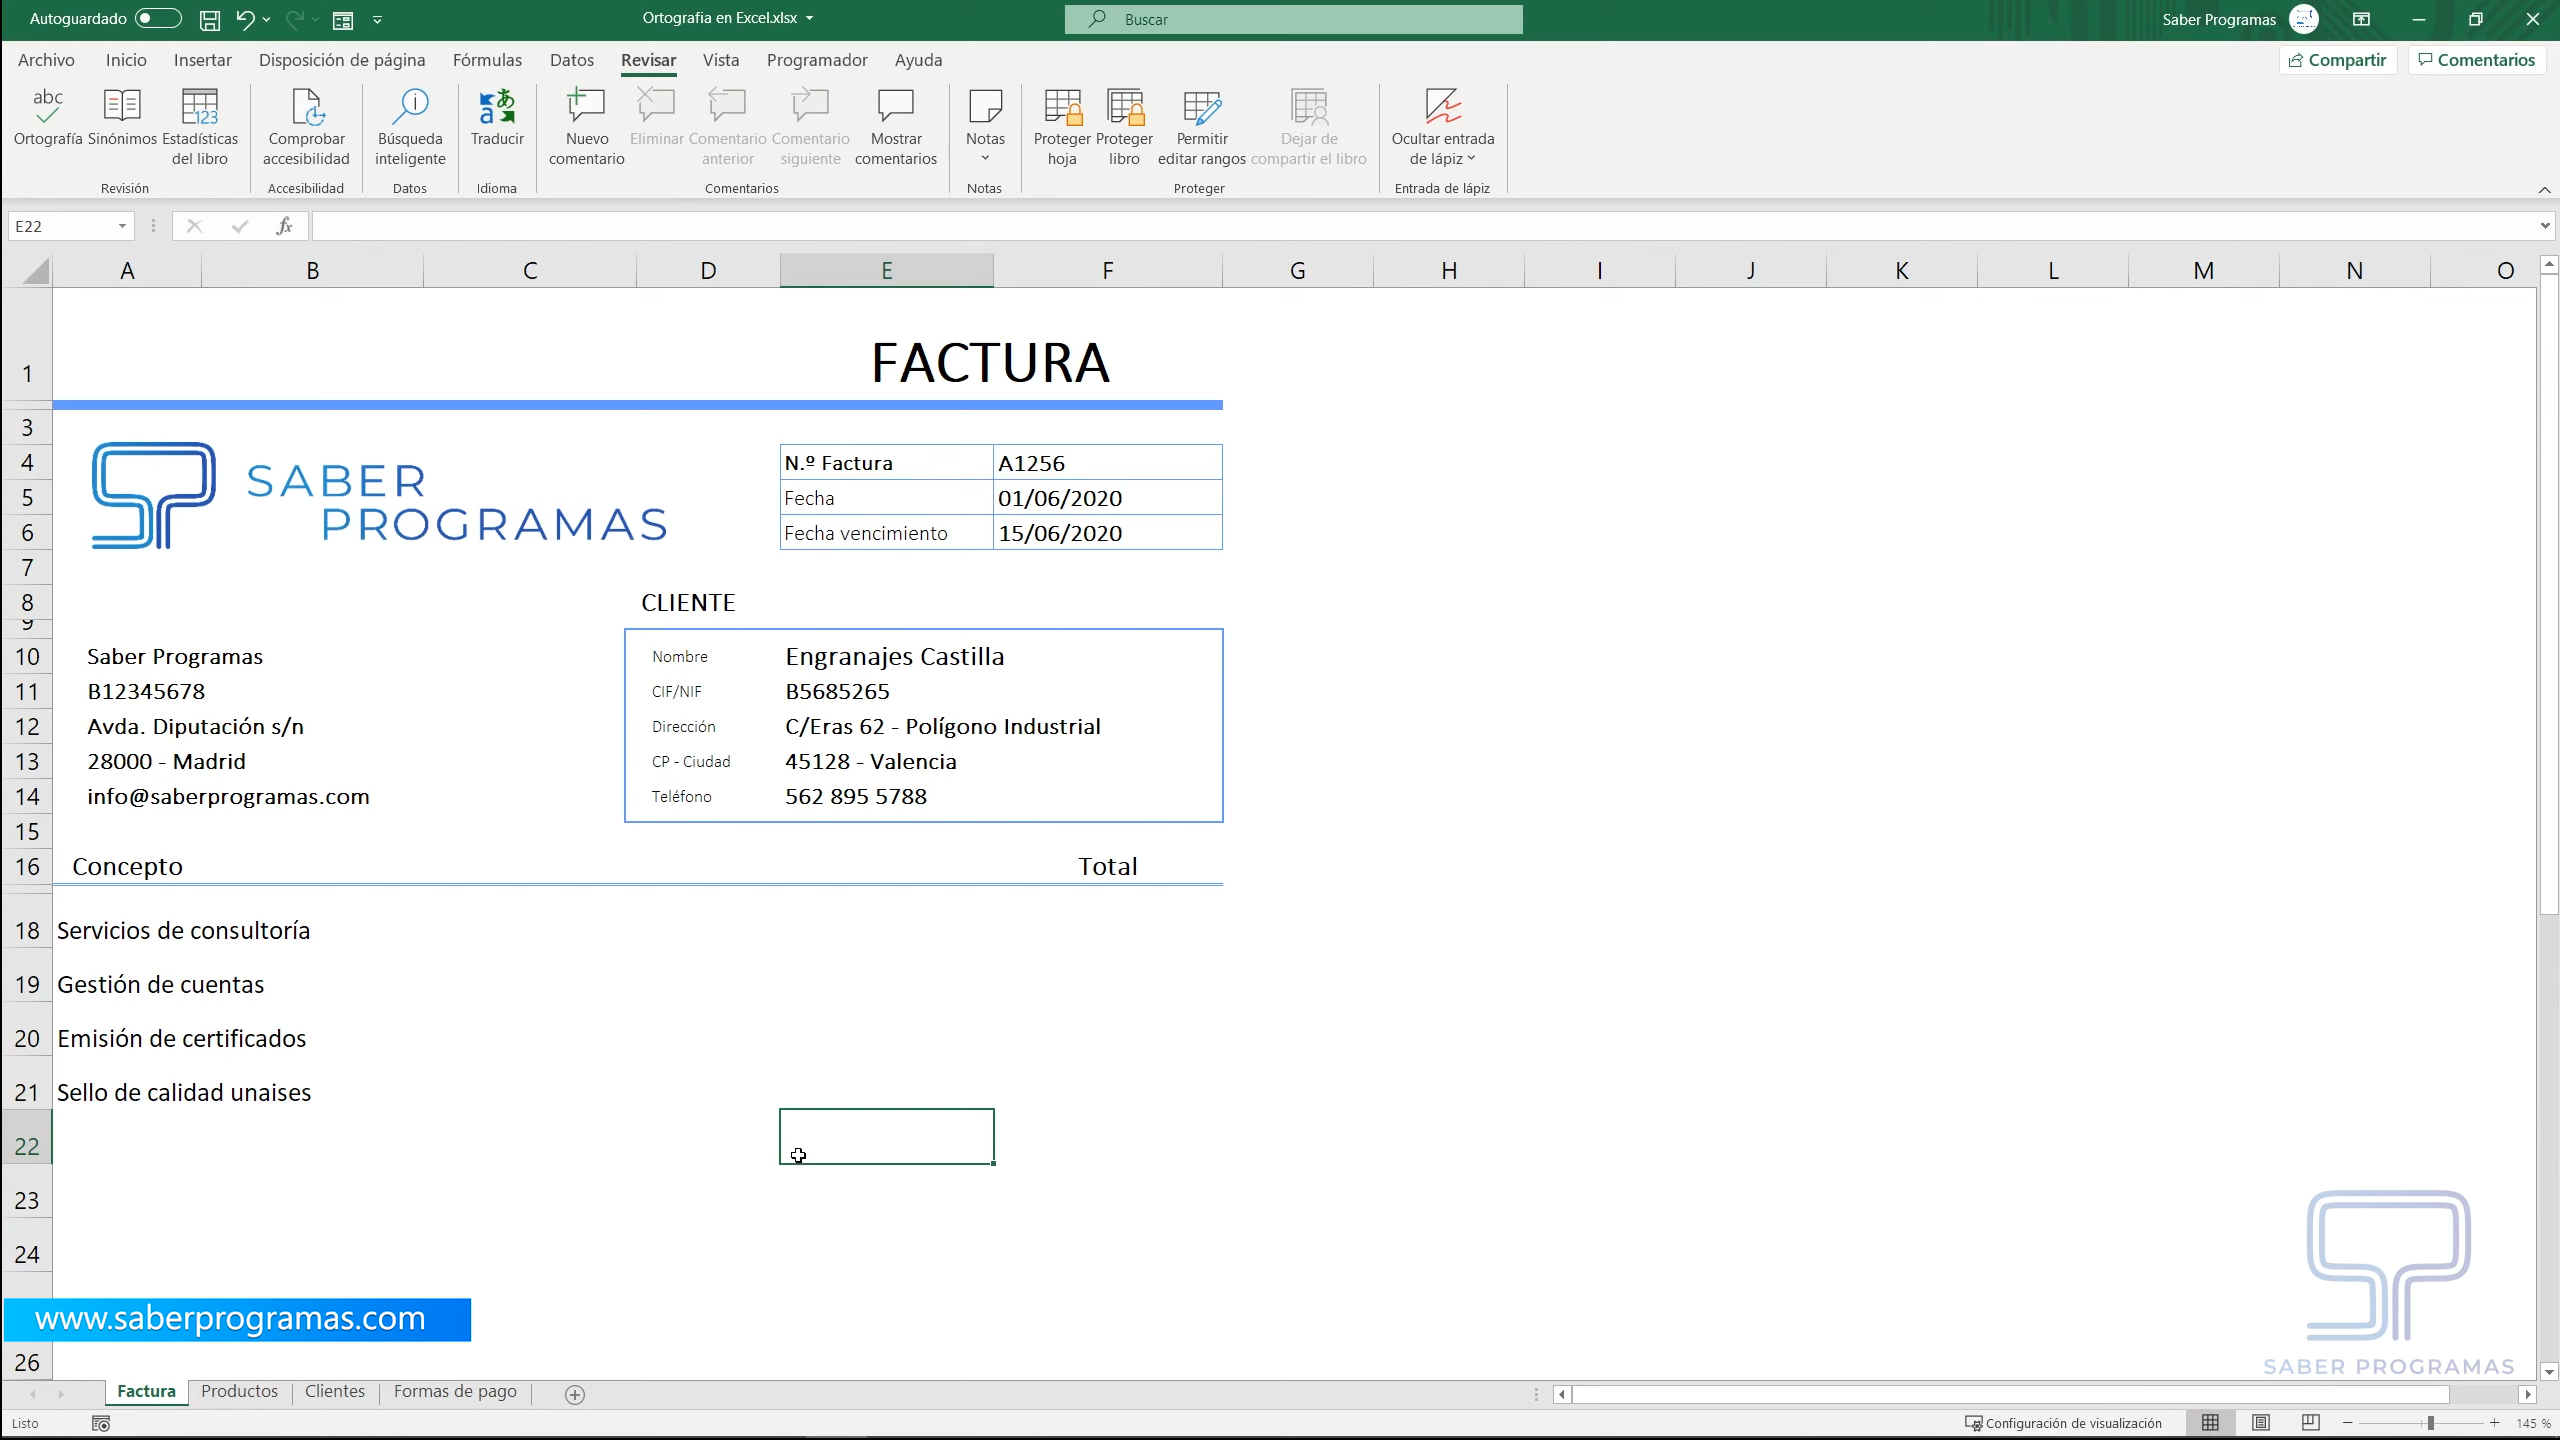 Autoguardado
Ortografia en Excel.xlsx
Buscar
Saber Programas
Archivo Inicio Insertar Disposición de página Fórmulas Datos Revisar Vista Programador Ayuda
Compartir Comentarios
abc
Ortografía
Sinónimos
123
Estadísticas
del libro
Revisión
Comprobar
accesibilidad
Accesibilidad
Búsqueda
inteligente
Datos
Traducir
Idioma
Nuevo
comentario
Eliminar
Comentario
anterior
Comentario
siguiente
Mostrar
comentarios
Comentarios
Notas
Notas
Proteger
hoja
Proteger
libro
Permitir
editar rangos
Dejar de
compartir el libro
Proteger
Ocultar entrada
de lápiz
Entrada de lápiz
E22 fx
A B C D E F G H I J K L M N O
1 FACTURA
3
4 N.º Factura A1256
5 Fecha 01/06/2020
6 Fecha vencimiento 15/06/2020
SABER
PROGRAMAS
7
8 CLIENTE
9
10 Saber Programas Nombre Engranajes Castilla
11 B12345678 CIF/NIF B5685265
12 Avda. Diputación s/n Dirección C/Eras 62 - Polígono Industrial
13 28000 - Madrid CP - Ciudad 45128 - Valencia
14 info@saberprogramas.com Teléfono 562 895 5788
15
16 Concepto Total
18 Servicios de consultoría
19 Gestión de cuentas
20 Emisión de certificados
21 Sello de calidad unaises
22
23
24
www.saberprogramas.com
26
SABER PROGRAMAS
Factura Productos Clientes Formas de pago
Listo
Configuración de visualización
145 %